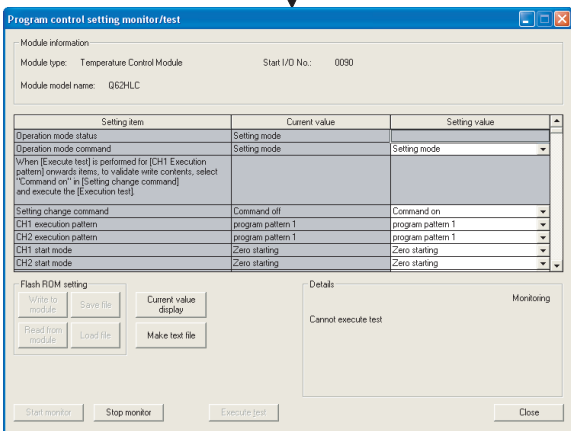 Program control setting monitor/test
Module information
Module type: Temperature Control Module Start I/O No.: 0090
Module model name: Q62HLC
Setting item Current value Setting value
Operation mode status Setting mode
Operation mode command Setting mode Setting mode
When [Execute test] is performed for [CH1 Execution
pattern] onwards items, to validate write contents, select
"Command on" in [Setting change command]
and execute the [Execution test].
Setting change command Command off Command on
CH1 execution pattern program pattern 1 program pattern 1
CH2 execution pattern program pattern 1 program pattern 1
CH1 start mode Zero starting Zero starting
CH2 start mode Zero starting Zero starting
Flash ROM setting
Write to
module
Save file
Current value
display
Read from
module
Load file
Make text file
Details
Monitoring
Cannot execute test
Start monitor Stop monitor Execute test Close